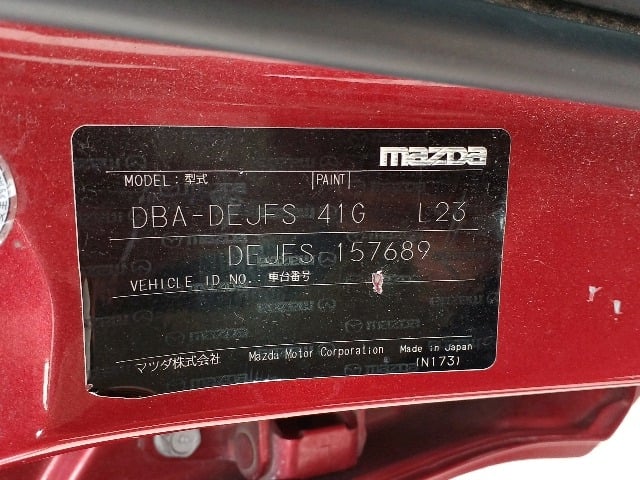 mazda
MODEL : 型式 PAINT
DBA-DEJFS 41G L23
DEJFS 157689
VEHICLE ID NO.: 車台番号
マツダ株式会社 Mazda Motor Corporation Made in Japan
(N173)